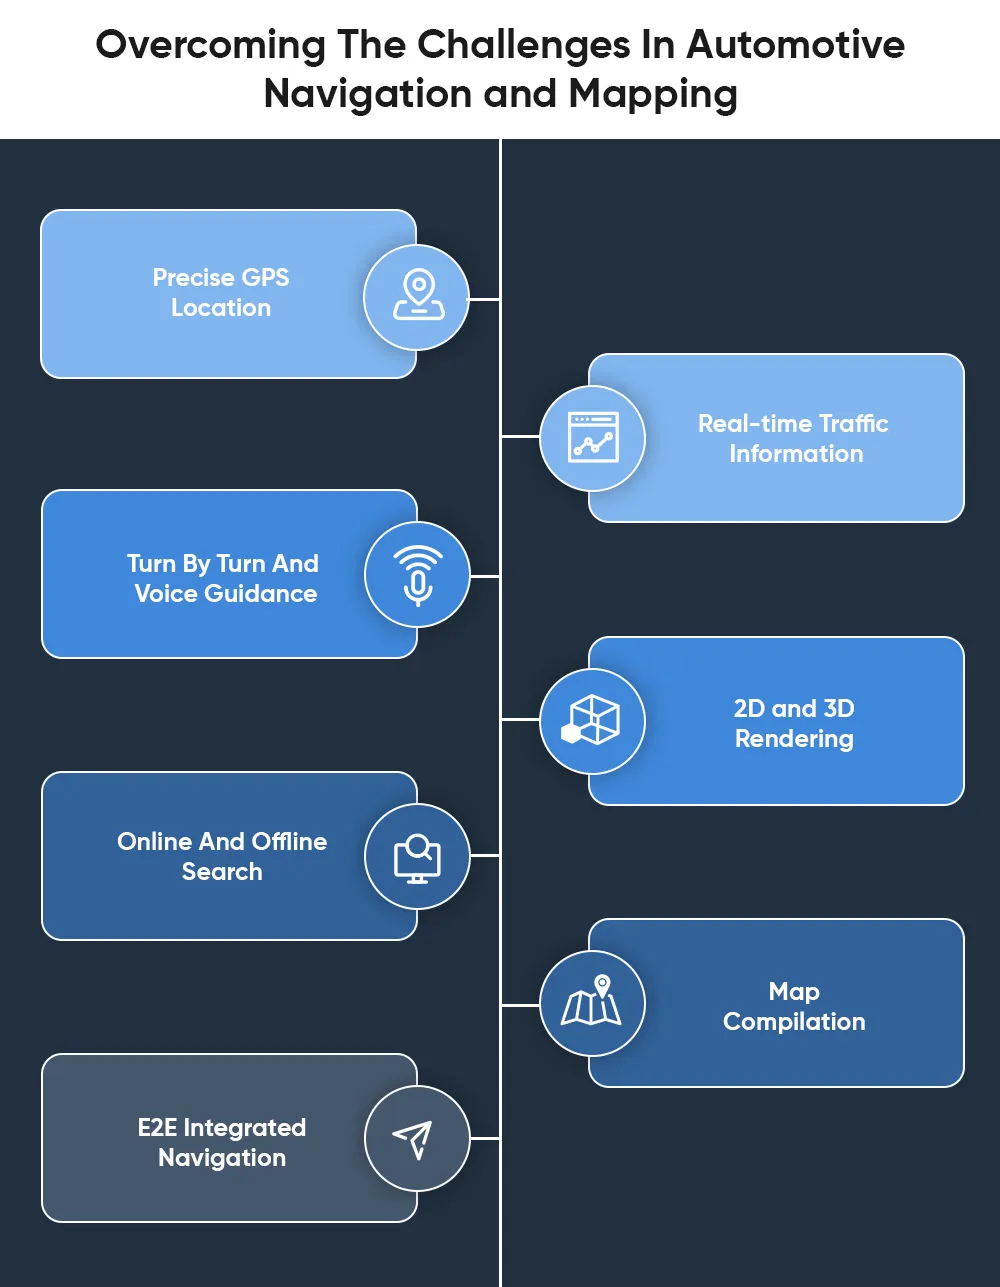 Overcoming The Challenges In Automotive
Navigation and Mapping
Precise GPS
Location
Real-time Traffic
Information
Turn By Turn And
Voice Guidance
2D and 3D
Rendering
Online And Offline
Search
Map
Compilation
E2E Integrated
Navigation